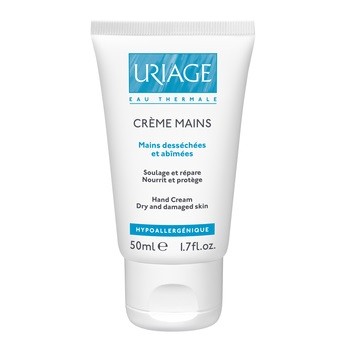 URIAGE
EAU THERMALE
CRÈME MAINS
Mains desséchées
et abîmées
Soulage et répare
Nourrit et protège
Hand Cream
Dry and damaged skin
HYPOALLERGÉNIQUE
50ml e 1.7fl.oz.